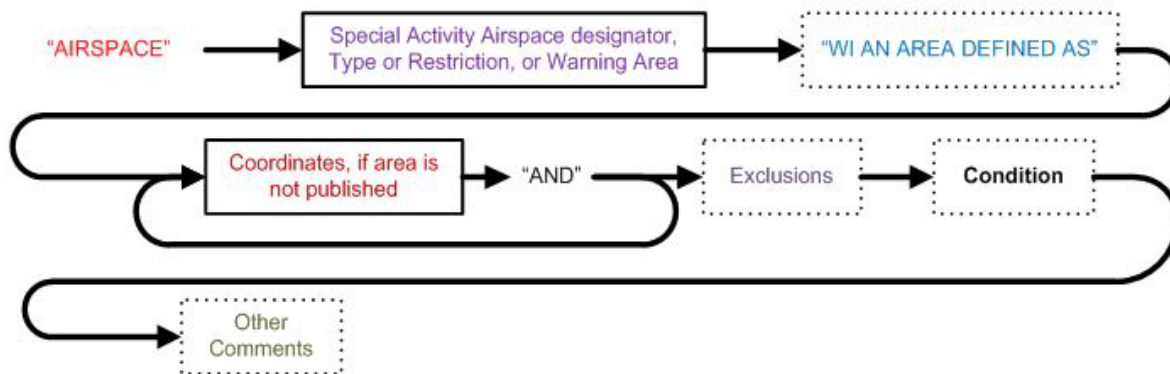 “AIRSPACE”
Special Activity Airspace designator,
Type or Restriction, or Warning Area
“WI AN AREA DEFINED AS”
Coordinates, if area is
not published
“AND”
Exclusions
Condition
Other
Comments